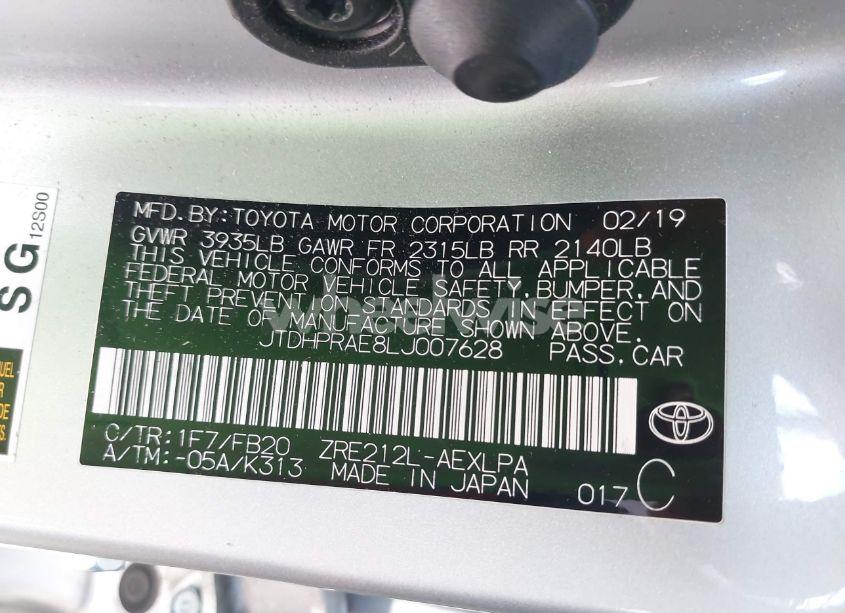 MFD.BY:TOYOTA MOTOR CORPORATION 02/19
GVWR 3935LB GAWR FR 2315LB RR 2140LB
THIS VEHICLE CONFORMS TO ALL APPLICABLE
FEDERAL MOTOR VEHICLE SAFETY,BUMPER,AND
THEFT PREVENTION STANDARDS IN EFFECT ON
THE DATE OF MANUFACTURE SHOWN ABOVE.
JTDHPRAE8LJ007628 PASS.CAR
C/TR:1F7/FB20 ZRE212L-AEXLPA
A/TM:-05A/K313 MADE IN JAPAN
017 C
SG
12S00